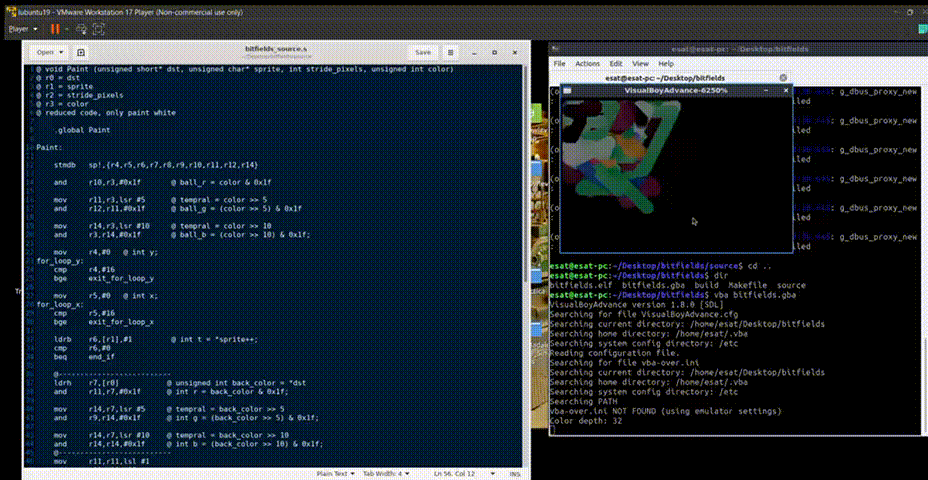 lubuntu19 - VMware Workstation 17 Player (Non-commercial use only)
Player
Open
bitfields_source.s
Save
@ void Paint (unsigned short* dst, unsigned char* sprite, int stride_pixels, unsigned int color)
@ r0 = dst
@ r1 = sprite
@ r2 = stride_pixels
@ r3 = color
@ reduced code, only paint white
.global Paint
Paint:
stmdb sp!,{r4,r5,r6,r7,r8,r9,r10,r11,r12,r14}
and r10,r3,#0x1f @ ball_r = color & 0x1f
mov r11,r3,lsr #5 @ tempral = color >> 5
and r12,r11,#0x1f @ ball_g = (color >> 5) & 0x1f
mov r14,r3,lsr #10 @ tempral = color >> 10
and r3,r14,#0x1f @ ball_b = (color >> 10) & 0x1f;
mov r4,#0 @ int y;
for_loop_y:
cmp r4,#16
bge exit_for_loop_y
mov r5,#0 @ int x;
for_loop_x:
cmp r5,#16
bge exit_for_loop_x
ldrb r6,[r1],#1 @ int t = *sprite++;
cmp r6,#0
beq end_if
@--------------------------
ldrh r7,[r0] @ unsigned int back_color = *dst
and r11,r7,#0x1f @ int r = back_color & 0x1f;
mov r14,r7,lsr #5 @ tempral = back_color >> 5
and r9,r14,#0x1f @ int g = (back_color >> 5) & 0x1f;
mov r14,r7,lsr #10 @ tempral = back_color >> 10
and r14,r14,#0x1f @ int b = (back_color >> 10) & 0x1f;
@--------------------------
mov r11,r11,lsl #1
Plain Text Tab Width: 4 Ln 56, Col 12 INS
esat@esat-pc: ~/Desktop/bitfields
File Actions Edit View Help
esat@esat-pc: ~/Desktop/bitfields
VisualBoyAdvance-6250%
: g_dbus_proxy_new
iled
: g_dbus_proxy_new
iled
: g_dbus_proxy_new
iled
: g_dbus_proxy_new
iled
: g_dbus_proxy_new
iled
: g_dbus_proxy_new
iled
esat@esat-pc:~/Desktop/bitfields/source$ cd ..
esat@esat-pc:~/Desktop/bitfields$ dir
bitfields.elf bitfields.gba build Makefile source
esat@esat-pc:~/Desktop/bitfields$ vba bitfields.gba
VisualBoyAdvance version 1.8.0 [SDL]
Searching for file VisualBoyAdvance.cfg
Searching current directory: /home/esat/Desktop/bitfields
Searching home directory: /home/esat/.vba
Searching system config directory: /etc
Reading configuration file.
Searching for file vba-over.ini
Searching current directory: /home/esat/Desktop/bitfields
Searching home directory: /home/esat/.vba
Searching system config directory: /etc
Searching PATH
vba-over.ini NOT FOUND (using emulator settings)
Color depth: 32